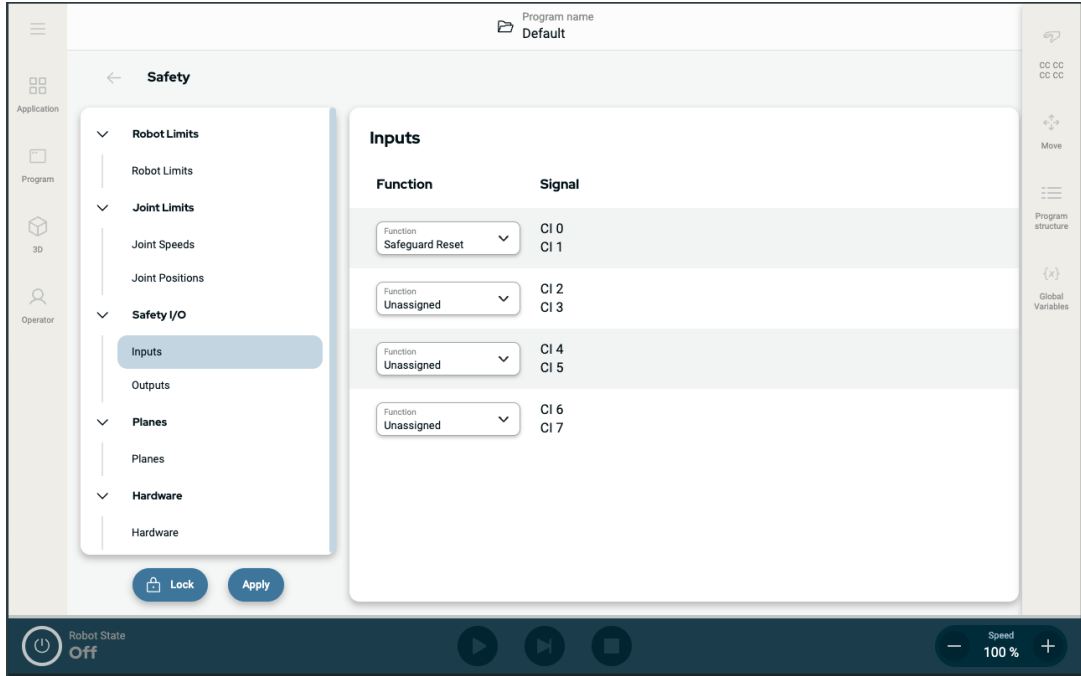 Program name
Default
Application
Program
3D
Operator
Safety
Robot Limits
Robot Limits
Joint Limits
Joint Speeds
Joint Positions
Safety I/O
Inputs
Outputs
Planes
Planes
Hardware
Hardware
Lock
Apply
Inputs
Function Signal
Function
Safeguard Reset
CI 0
CI 1
Function
Unassigned
CI 2
CI 3
Function
Unassigned
CI 4
CI 5
Function
Unassigned
CI 6
CI 7
CC CC
CC CC
Move
Program
structure
{x}
Global
Variables
Robot State
Off
Speed
100 %